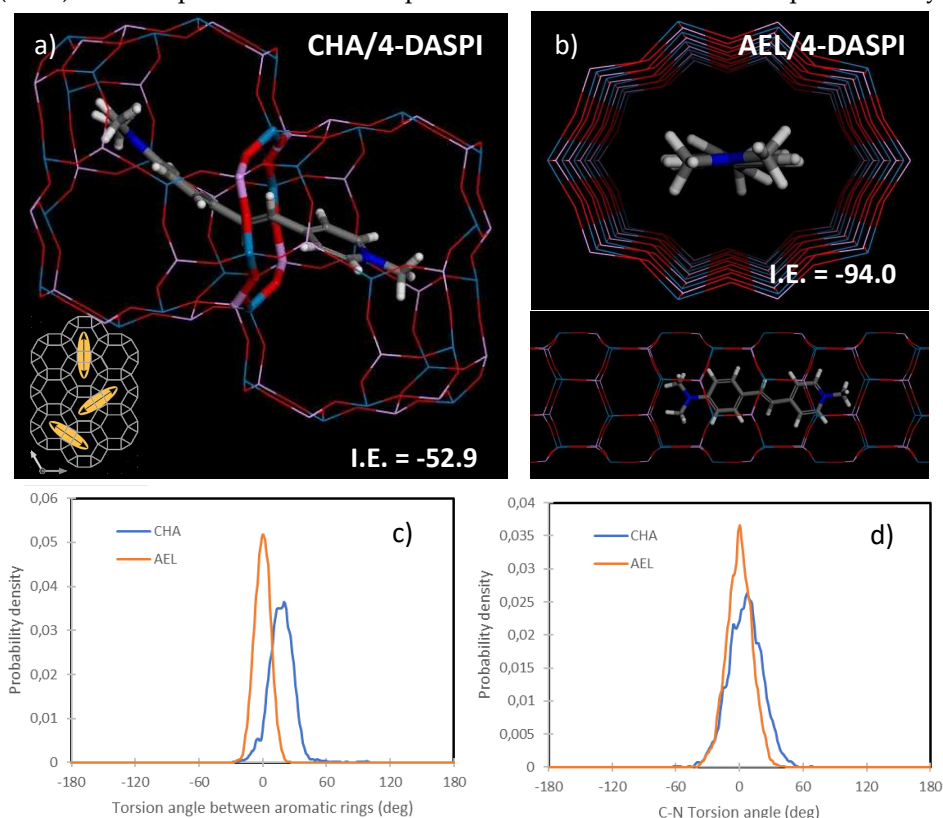 a) CHA/4-DASPI
I.E. = -52.9
b) AEL/4-DASPI
I.E. = -94.0
c)
CHA
AEL
0,06
0,05
0,04
0,03
0,02
0,01
0
-180 -120 -60 0 60 120 180
Probability density
Torsion angle between aromatic rings (deg)
d)
CHA
AEL
0,04
0,035
0,03
0,025
0,02
0,015
0,01
0,005
0
-180 -120 -60 0 60 120 180
Probability density
C-N Torsion angle (deg)